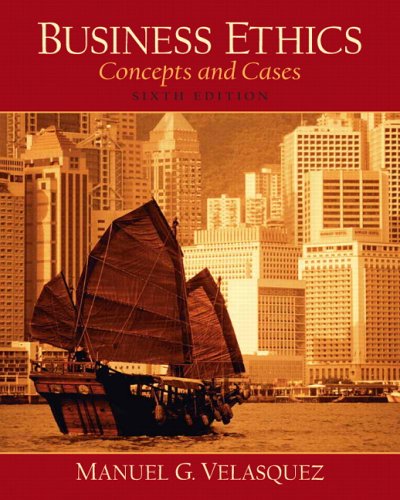 BUSINESS ETHICS
Concepts and Cases
SIXTH EDITION
MANUEL G. VELASQUEZ